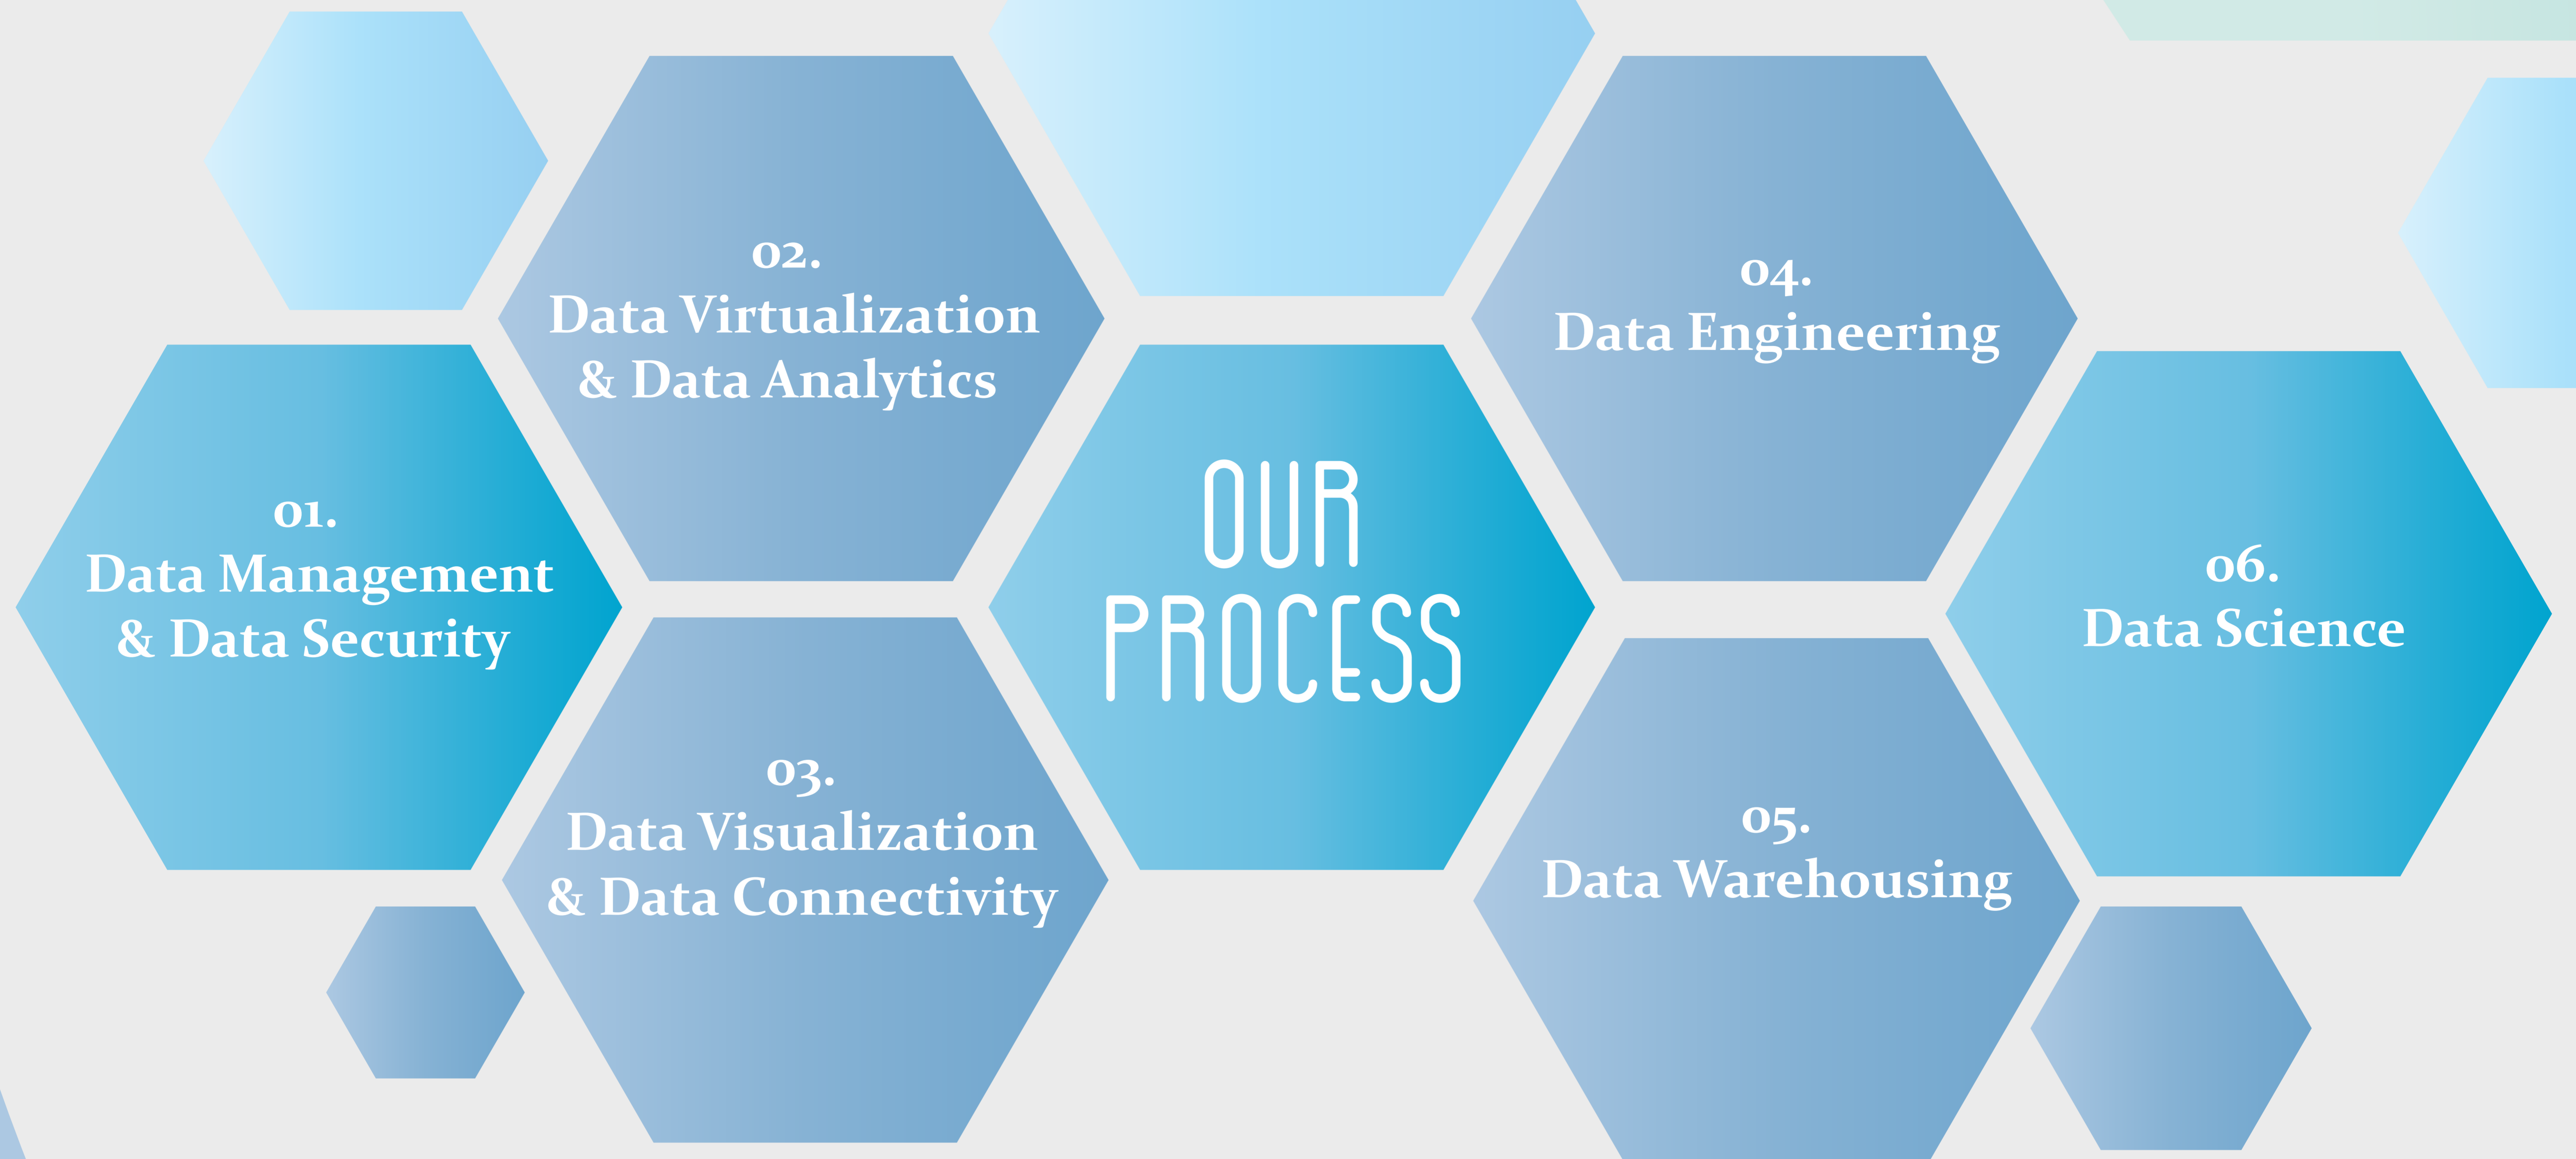 01.
Data Management
& Data Security
02.
Data Virtualization
& Data Analytics
03.
Data Visualization
& Data Connectivity
OUR
PROCESS
04.
Data Engineering
05.
Data Warehousing
06.
Data Science